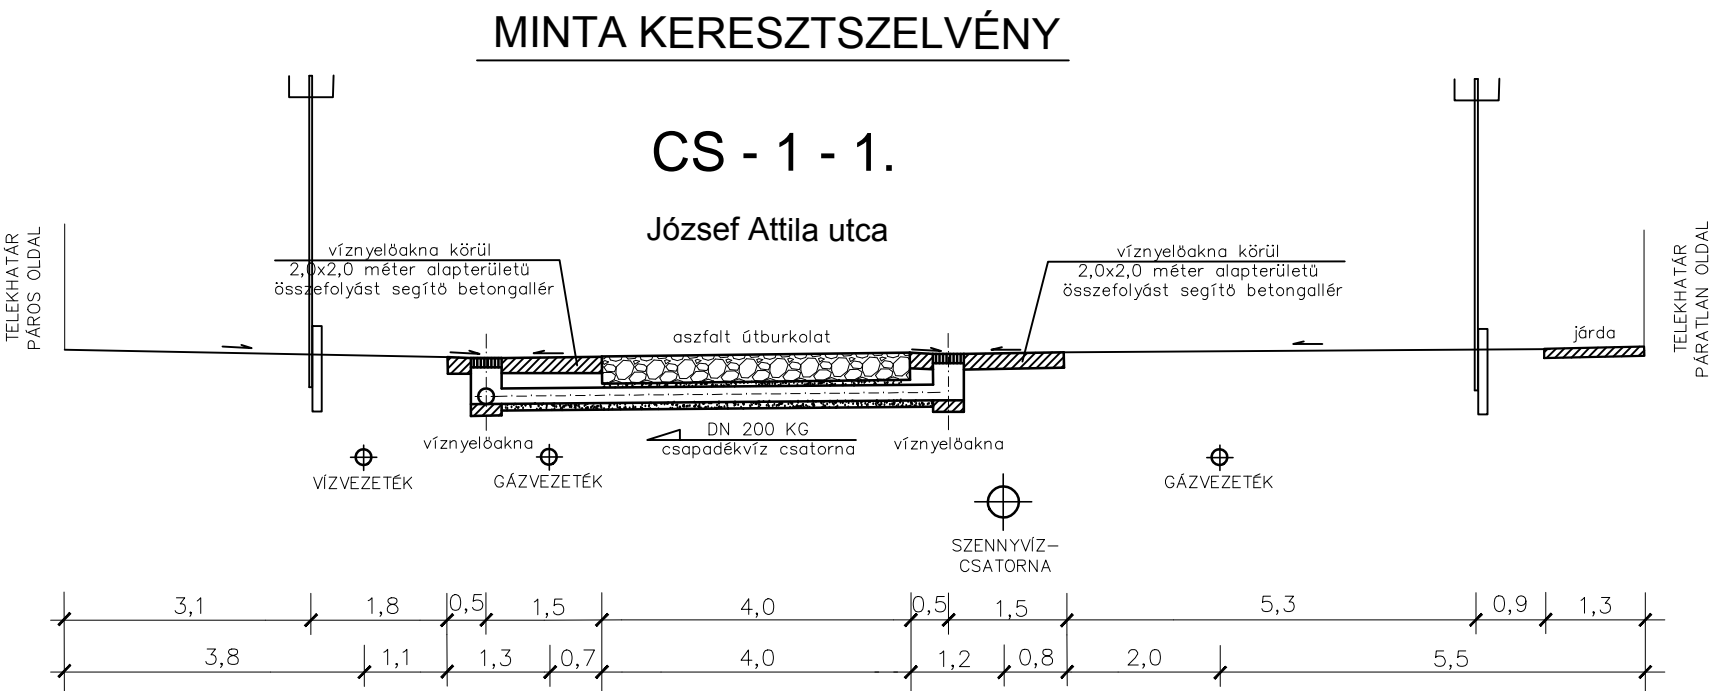 MINTA KERESZTSZELVÉNY
CS - 1 - 1.
József Attila utca
TELEKHATÁR
PÁROS OLDAL
víznyelőakna körül
2,0x2,0 méter alapterületű
összefolyást segítő betongallér
víznyelőakna körül
2,0x2,0 méter alapterületű
összefolyást segítő betongallér
TELEKHATÁR
PÁRATLAN OLDAL
aszfalt útburkolat
járda
víznyelőakna
DN 200 KG
csapadékvíz csatorna
víznyelőakna
VÍZVEZETÉK
GÁZVEZETÉK
GÁZVEZETÉK
SZENNYVÍZ-
CSATORNA
3,1 1,8 0,5 1,5 4,0 0,5 1,5 5,3 0,9 1,3
3,8 1,1 1,3 0,7 4,0 1,2 0,8 2,0 5,5